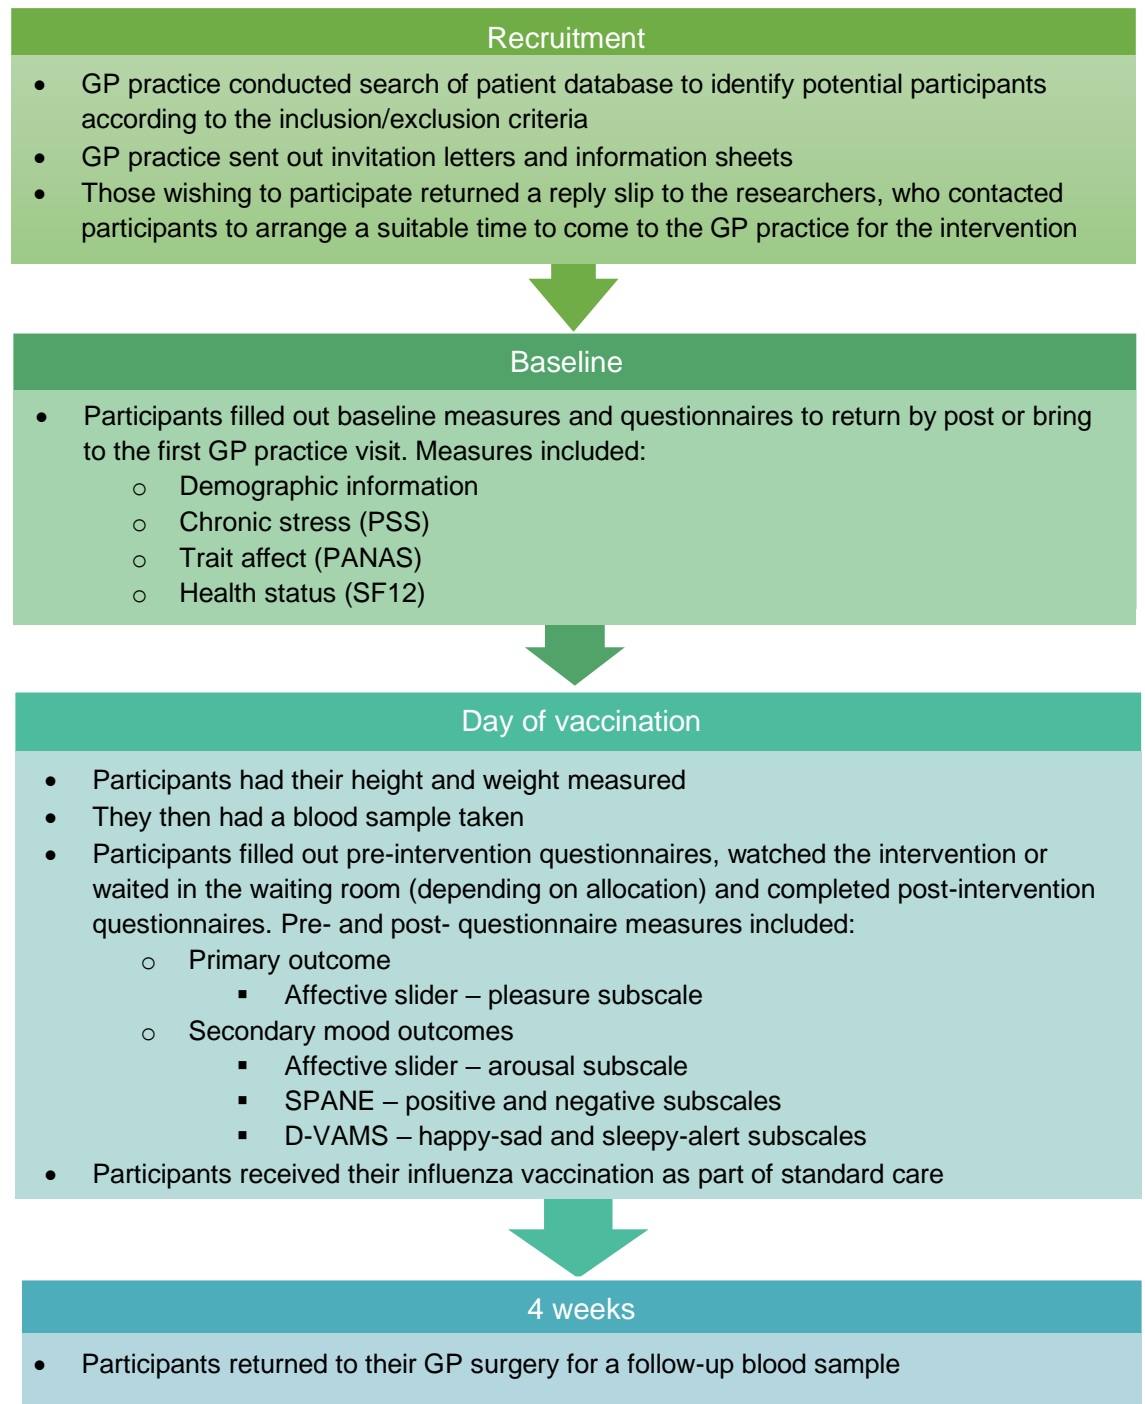 Recruitment
• GP practice conducted search of patient database to identify potential participants
according to the inclusion/exclusion criteria
• GP practice sent out invitation letters and information sheets
• Those wishing to participate returned a reply slip to the researchers, who contacted
participants to arrange a suitable time to come to the GP practice for the intervention
Baseline
• Participants filled out baseline measures and questionnaires to return by post or bring
to the first GP practice visit. Measures included:
o Demographic information
o Chronic stress (PSS)
o Trait affect (PANAS)
o Health status (SF12)
Day of vaccination
• Participants had their height and weight measured
• They then had a blood sample taken
• Participants filled out pre-intervention questionnaires, watched the intervention or
waited in the waiting room (depending on allocation) and completed post-intervention
questionnaires. Pre- and post- questionnaire measures included:
o Primary outcome
▪ Affective slider – pleasure subscale
o Secondary mood outcomes
▪ Affective slider – arousal subscale
▪ SPANE – positive and negative subscales
▪ D-VAMS – happy-sad and sleepy-alert subscales
• Participants received their influenza vaccination as part of standard care
4 weeks
• Participants returned to their GP surgery for a follow-up blood sample